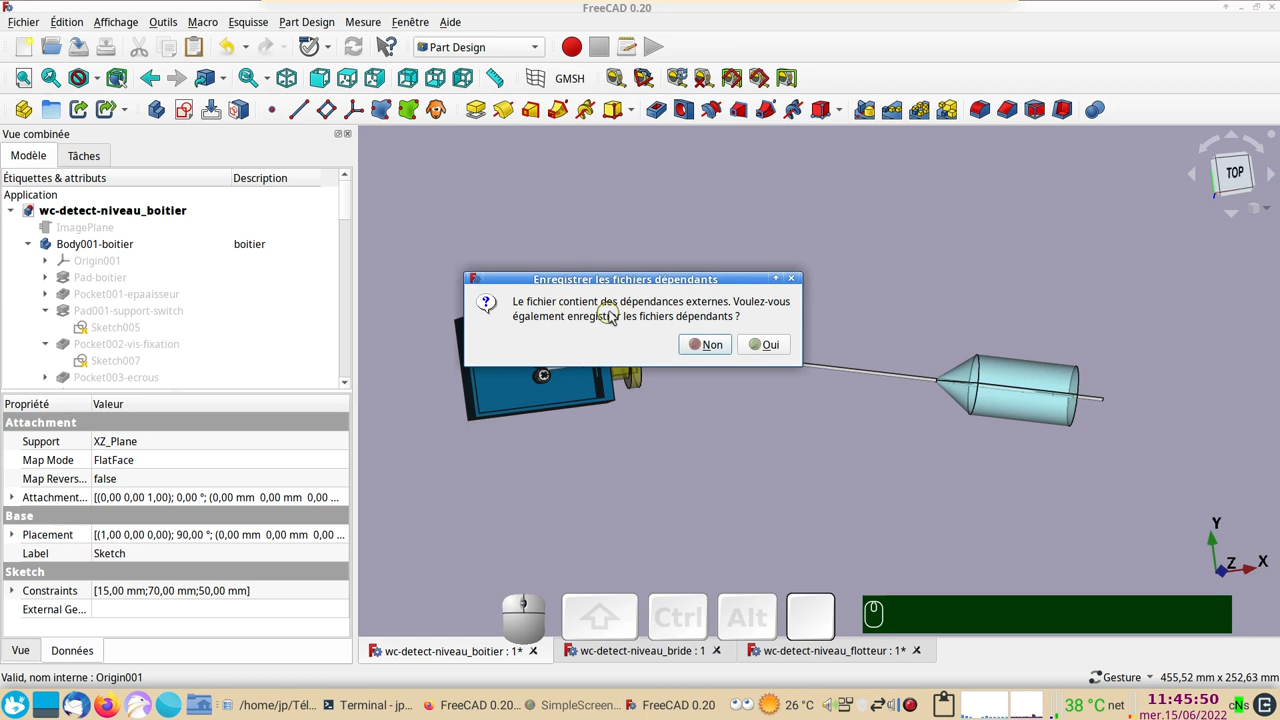 FreeCAD 0.20
Fichier Édition Affichage Outils Macro Esquisse Part Design Mesure Fenêtre Aide
Part Design
GMSH
Vue combinée
Modèle Tâches
Étiquettes & attributs Description
Application
wc-detect-niveau_boitier
ImagePlane
Body001-boitier boitier
Origin001
Pad-boitier
Pocket001-epaaisseur
Pad001-support-switch
Sketch005
Pocket002-vis-fixation
Sketch007
Pocket003-ecrous
TOP
Enregistrer les fichiers dépendants
Le fichier contient des dépendances externes. Voulez-vous
également enregistrer les fichiers dépendants ?
Non Oui
Propriété Valeur
Attachment
Support XZ_Plane
Map Mode FlatFace
Map Revers... false
Attachment... [(0,00 0,00 1,00); 0,00 °; (0,00 mm 0,00 mm 0,00 ...
Base
Placement [(1,00 0,00 0,00); 90,00 °; (0,00 mm 0,00 mm 0,00 ...
Label Sketch
Sketch
Constraints [15,00 mm;70,00 mm;50,00 mm]
External Ge...
Y
Z X
Ctrl Alt
Vue Données
wc-detect-niveau_boitier : 1* wc-detect-niveau_bride : 1 wc-detect-niveau_flotteur : 1*
Valid, nom interne : Origin001
Gesture 455,52 mm x 252,63 mm
/home/jp/Tél... Terminal - jp... FreeCAD 0.20... SimpleScreen... FreeCAD 0.20 26 °C 38 °C net 11:45:50 cNs
mer.15/06/2022